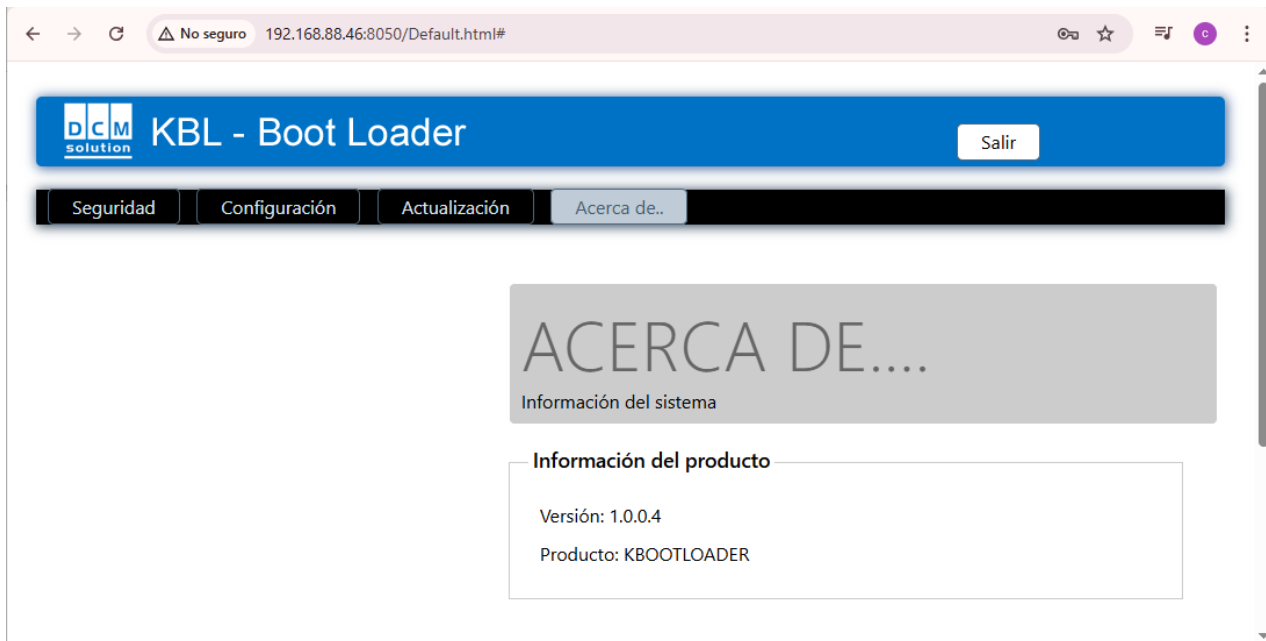 No seguro 192.168.88.46:8050/Default.html#
c
DCM
solution
KBL - Boot Loader
Salir
Seguridad Configuración Actualización Acerca de..
ACERCA DE....
Información del sistema
Información del producto
Versión: 1.0.0.4
Producto: KBOOTLOADER